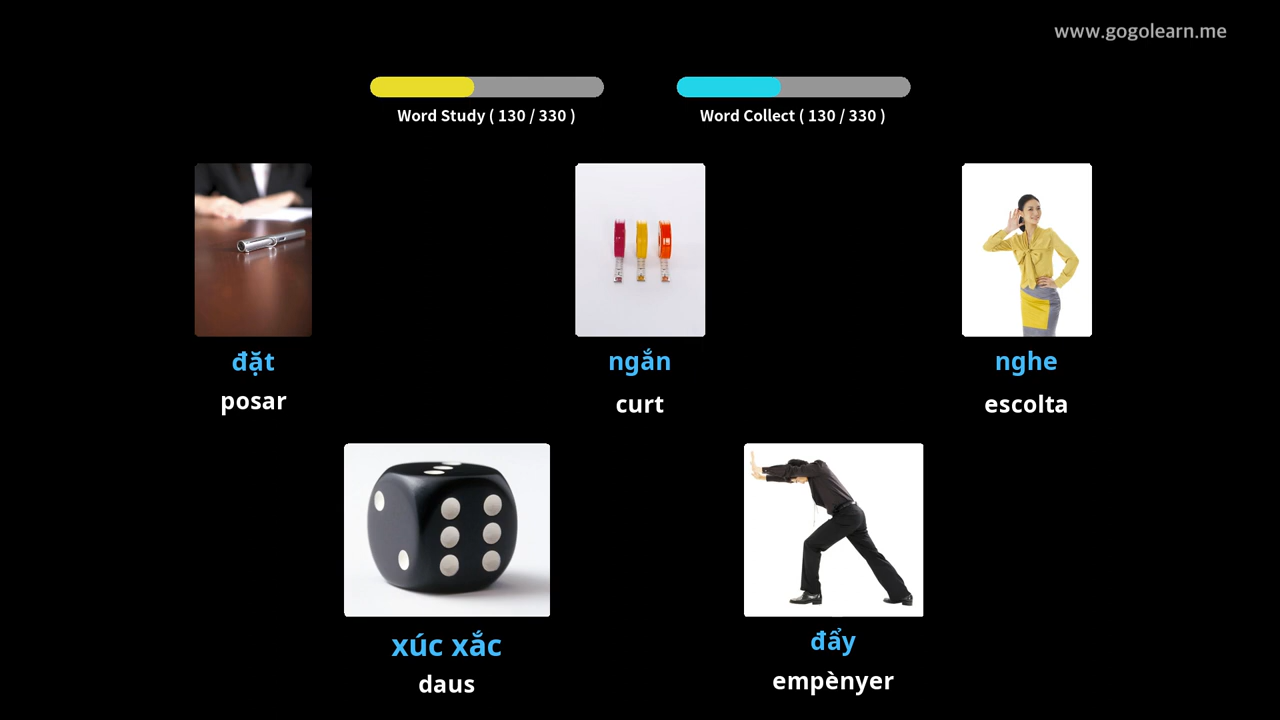 www.gogolearn.me
Word Study ( 130 / 330 )
Word Collect ( 130 / 330 )
đặt
posar
ngắn
curt
nghe
escolta
xúc xắc
daus
đẩy
empènyer